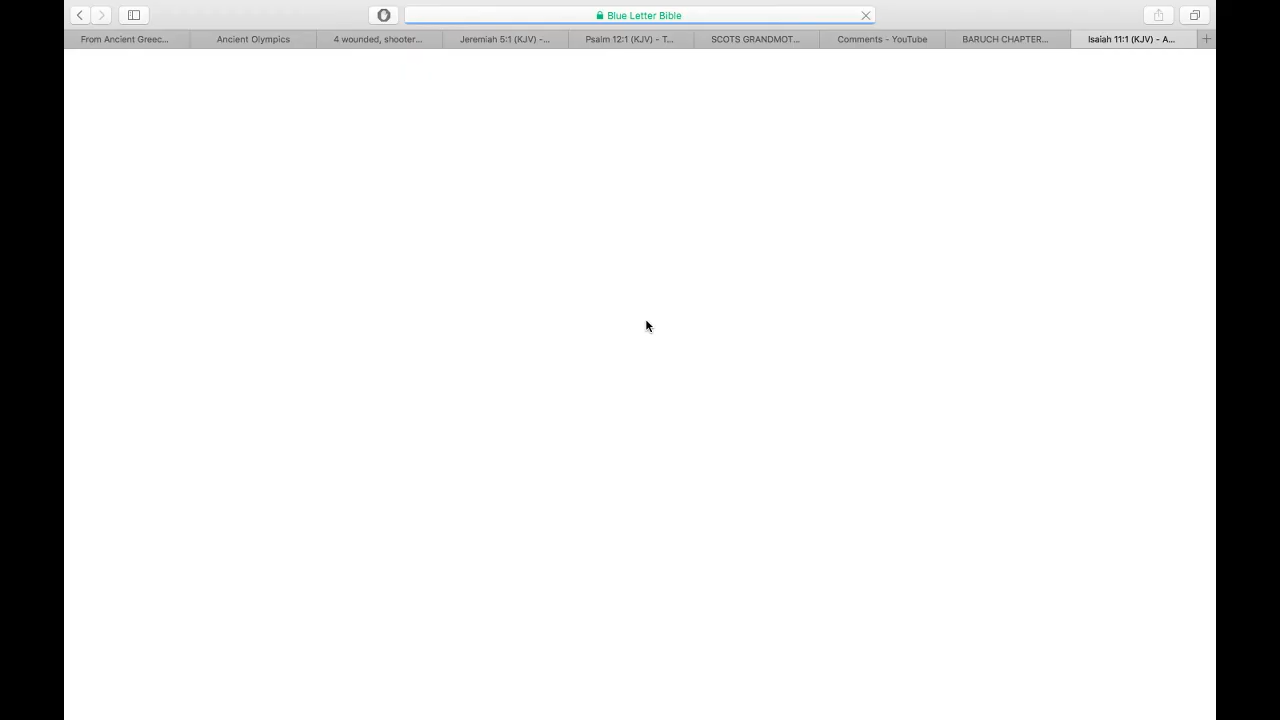 Blue Letter Bible
From Ancient Greec...
Ancient Olympics
4 wounded, shooter...
Jeremiah 5:1 (KJV) -...
Psalm 12:1 (KJV) - T...
SCOTS GRANDMOT...
Comments - YouTube
BARUCH CHAPTER...
Isaiah 11:1 (KJV) - A...